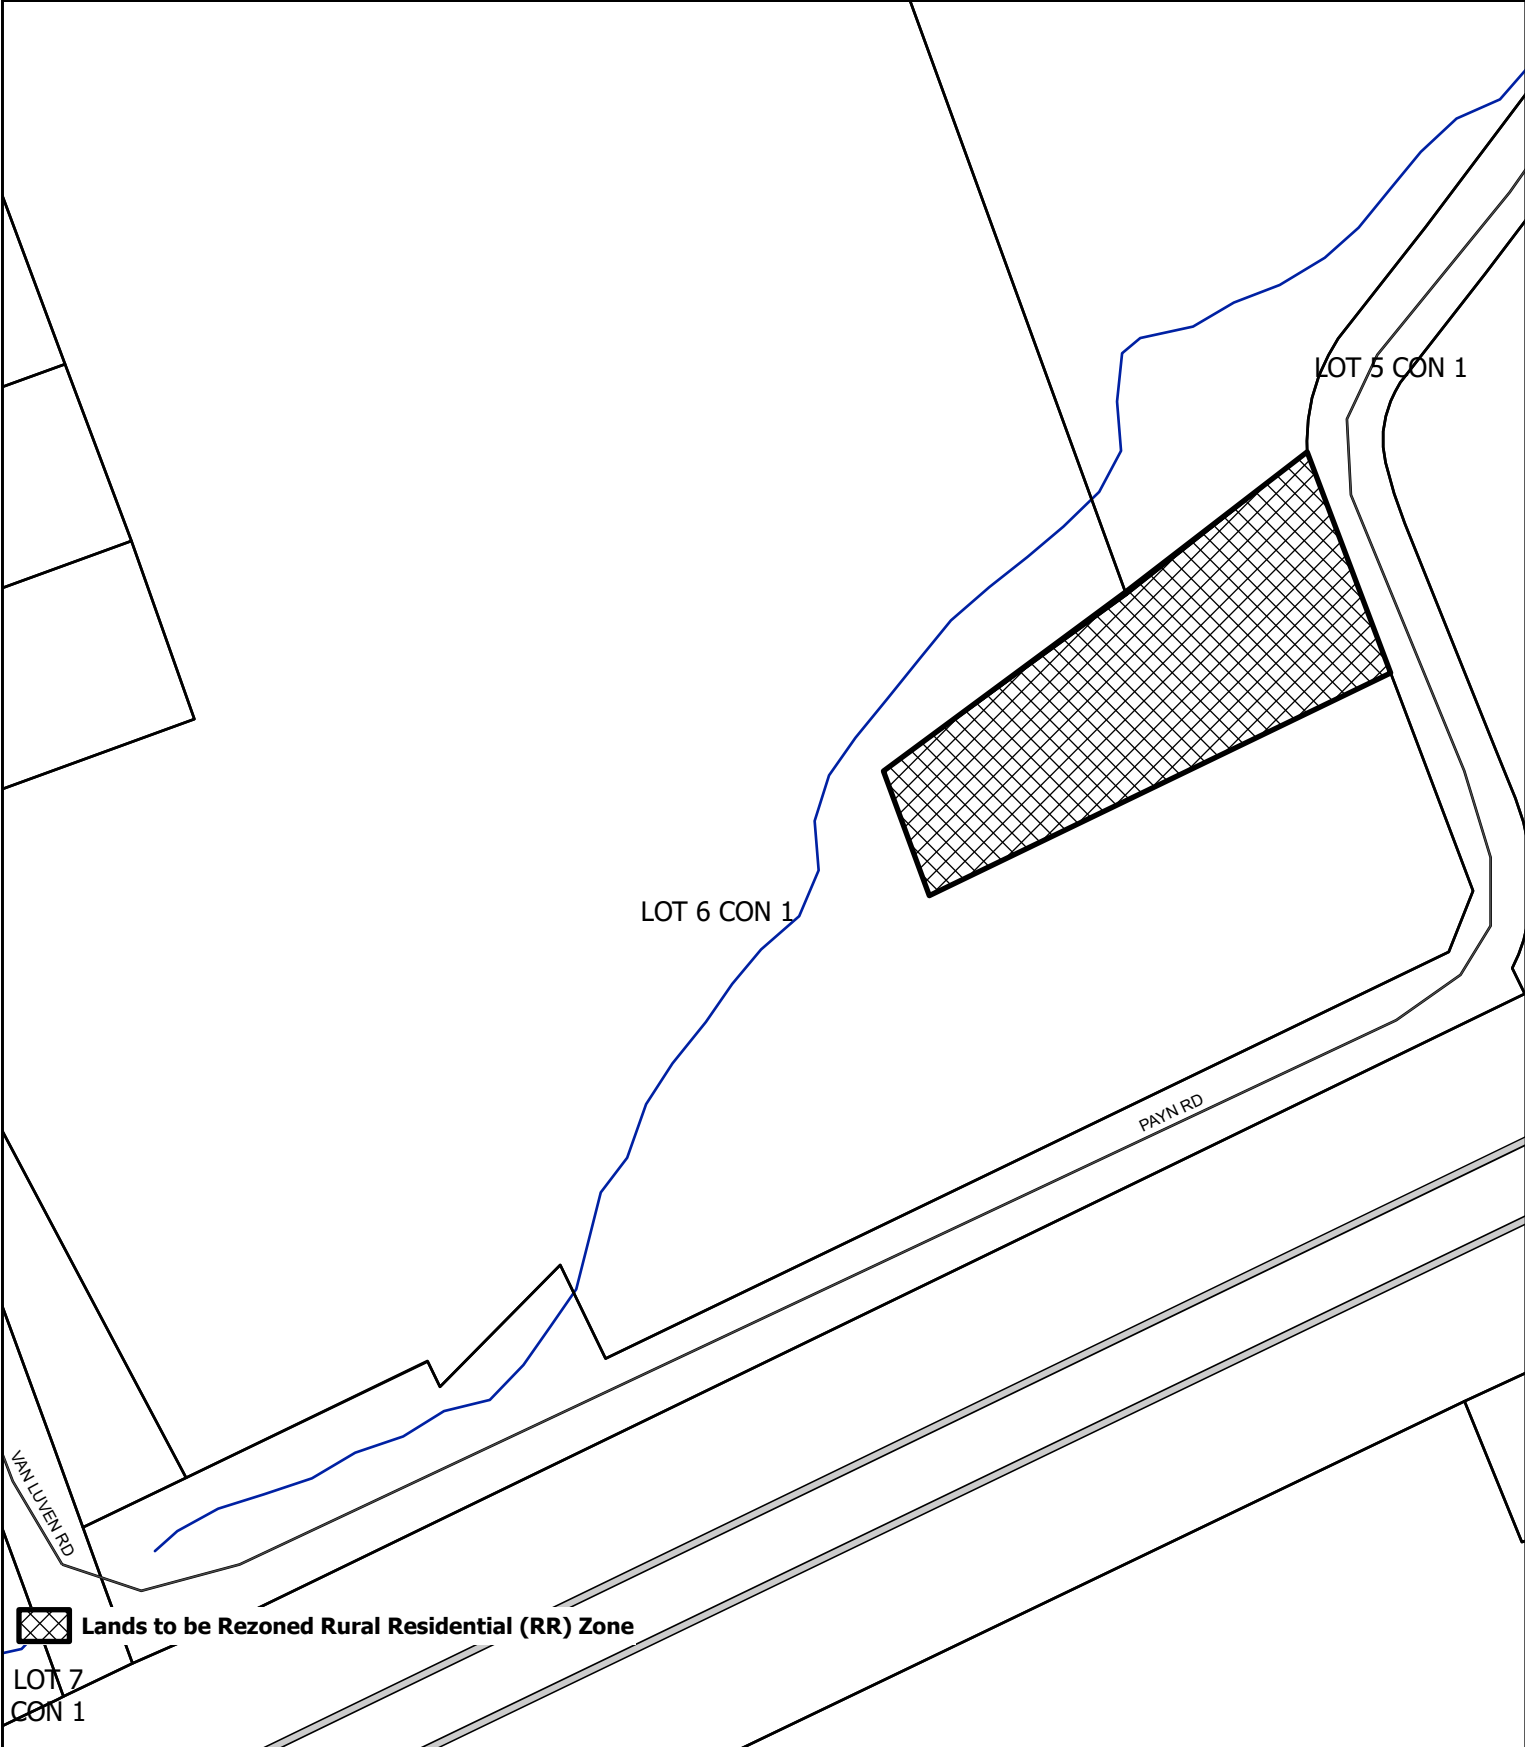 LOT 5 CON 1
LOT 6 CON 1
PAYN RD
VAN LUVEN RD
Lands to be Rezoned Rural Residential (RR) Zone
LOT 7
CON 1